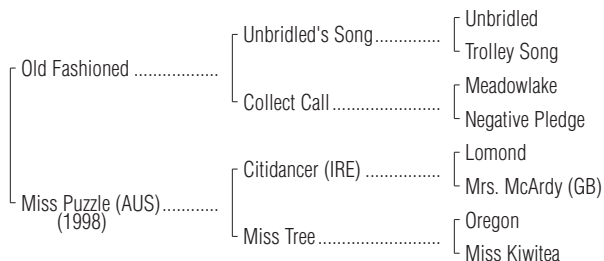 Unbridled
Unbridled's Song..............
Trolley Song
Old Fashioned ..................
Meadowlake
Collect Call.......................
Negative Pledge
Lomond
Citidancer (IRE) ................
Mrs. McArdy (GB)
Miss Puzzle (AUS)............
(1998)
Oregon
Miss Tree..........................
Miss Kiwitea